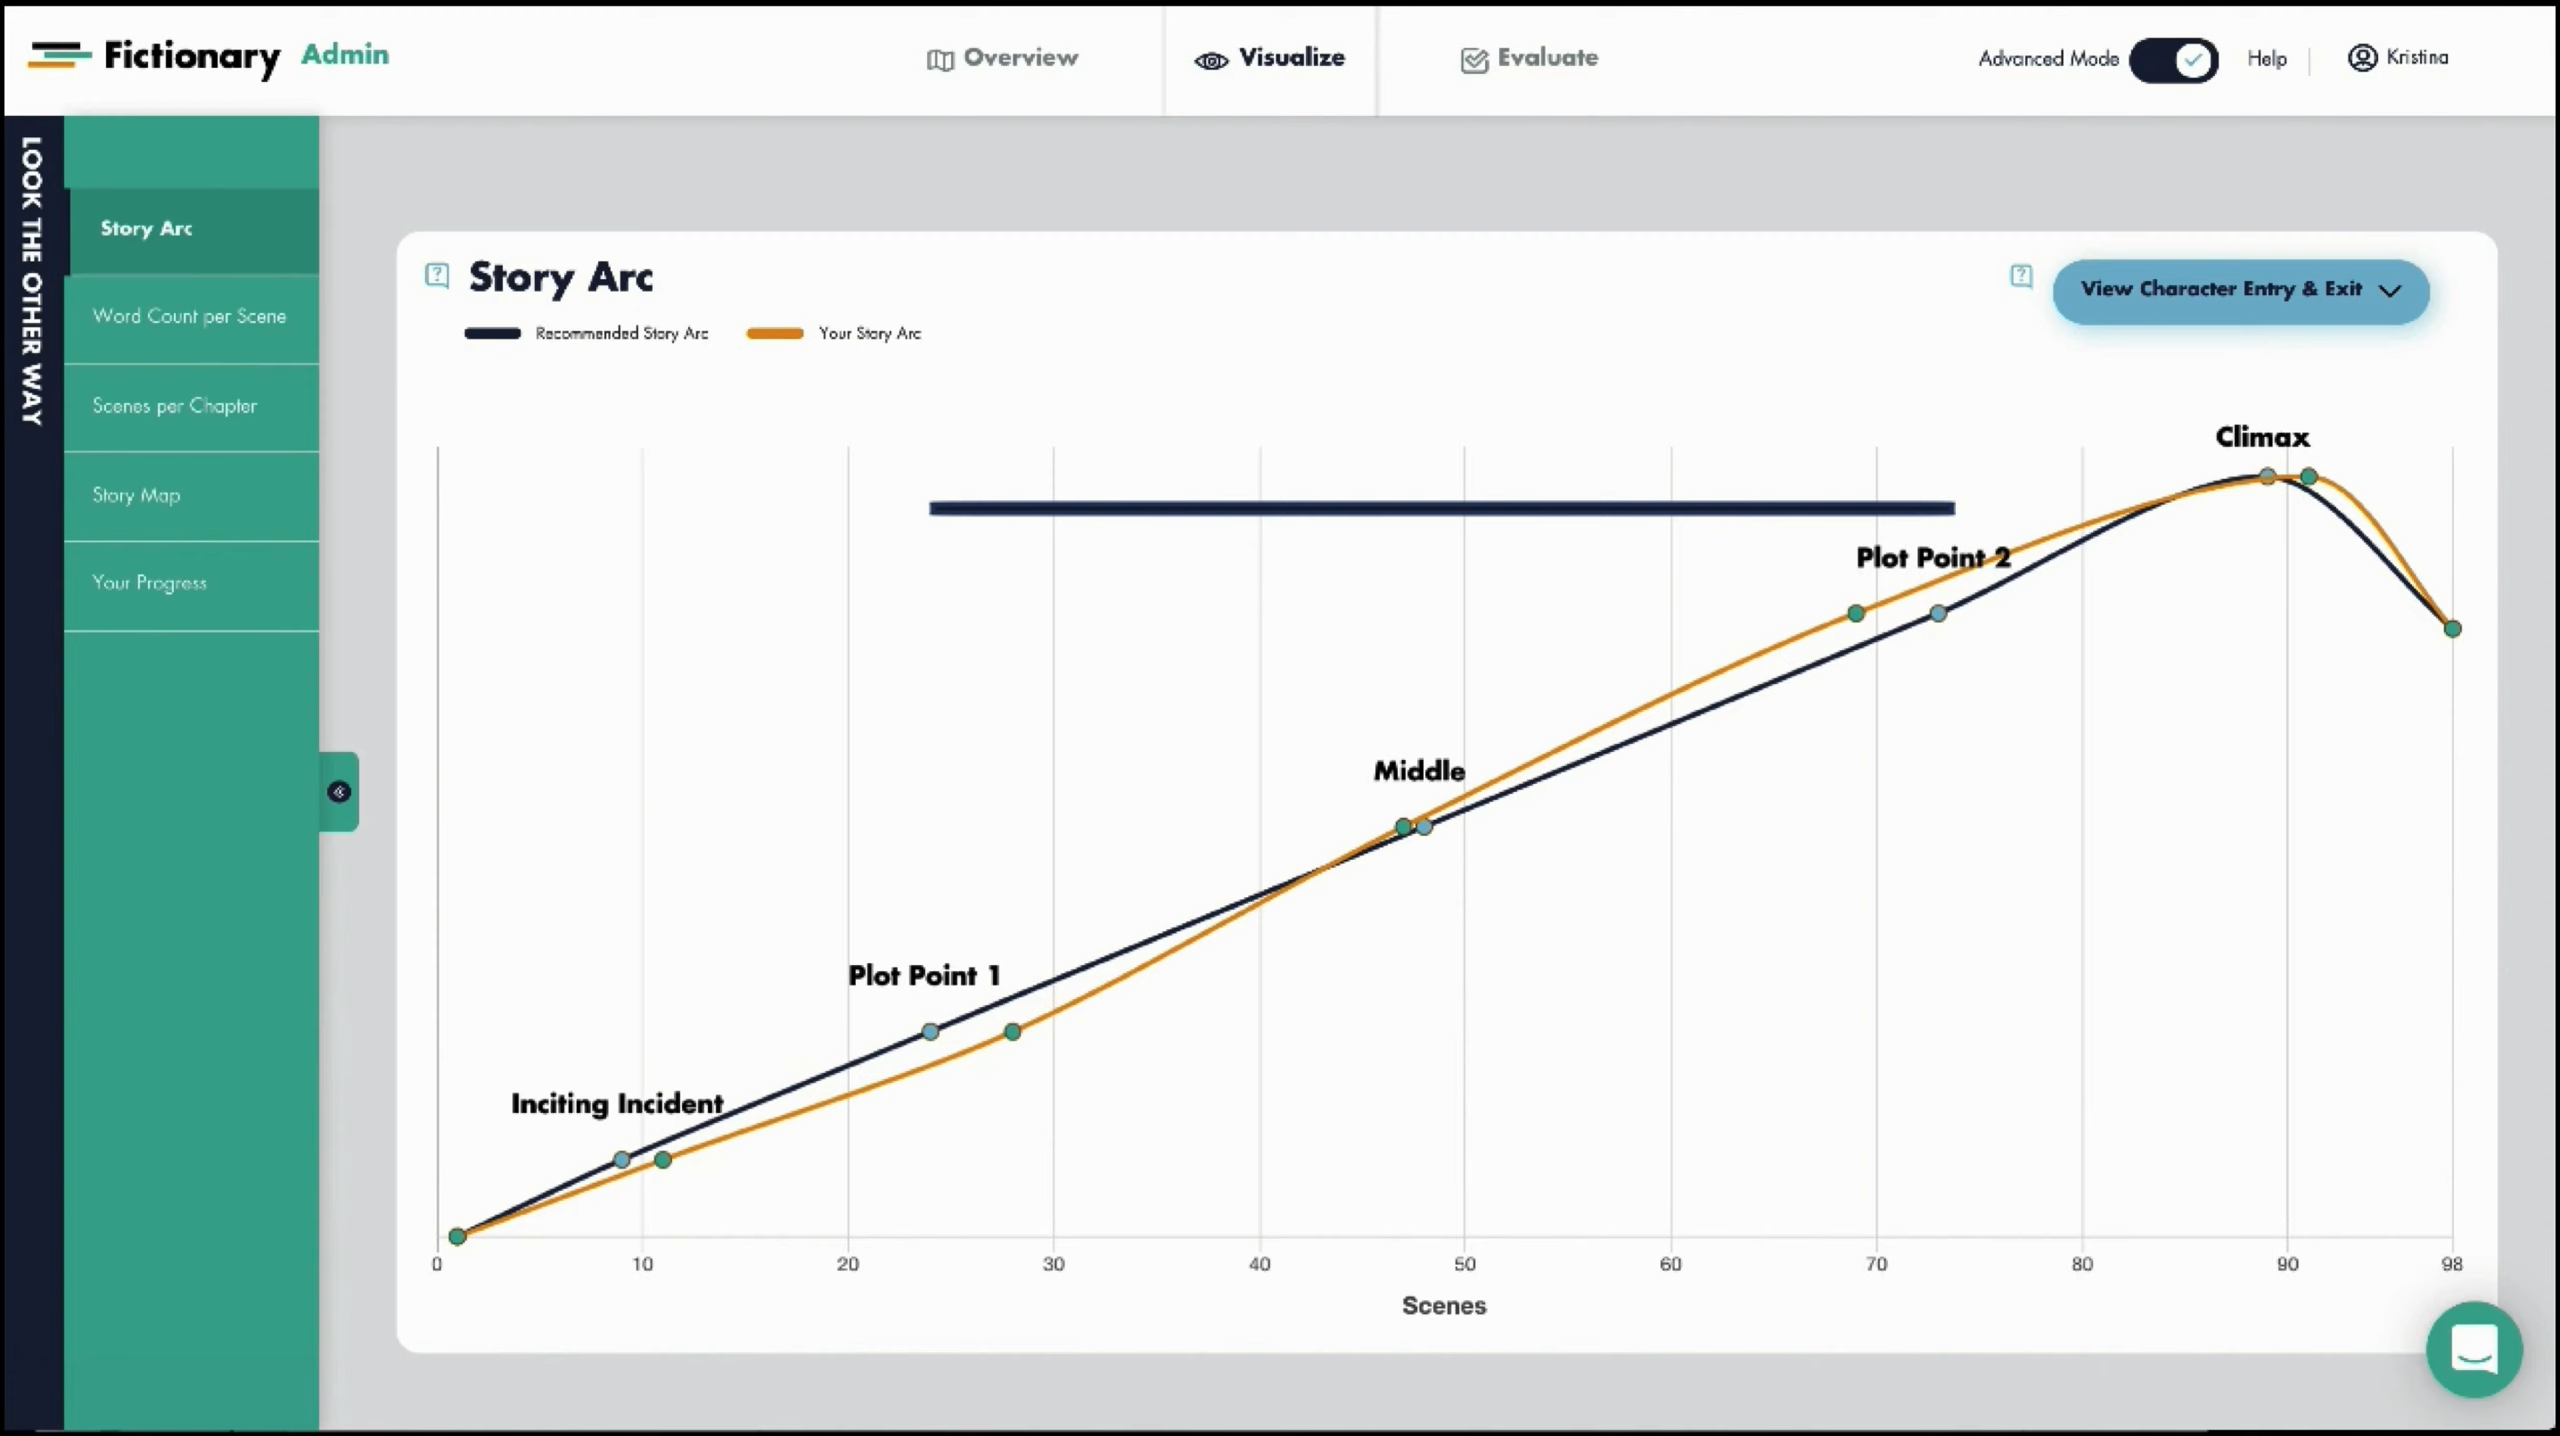 Fictionary Admin
Overview
Visualize
Evaluate
Advanced Mode
Help
Kristina
LOOK THE OTHER WAY
Story Arc
Word Count per Scene
Scenes per Chapter
Story Map
Your Progress
Story Arc
View Character Entry & Exit
Recommended Story Arc
Your Story Arc
Climax
Plot Point 2
Middle
Plot Point 1
Inciting Incident
0 10 20 30 40 50 60 70 80 90 98
Scenes